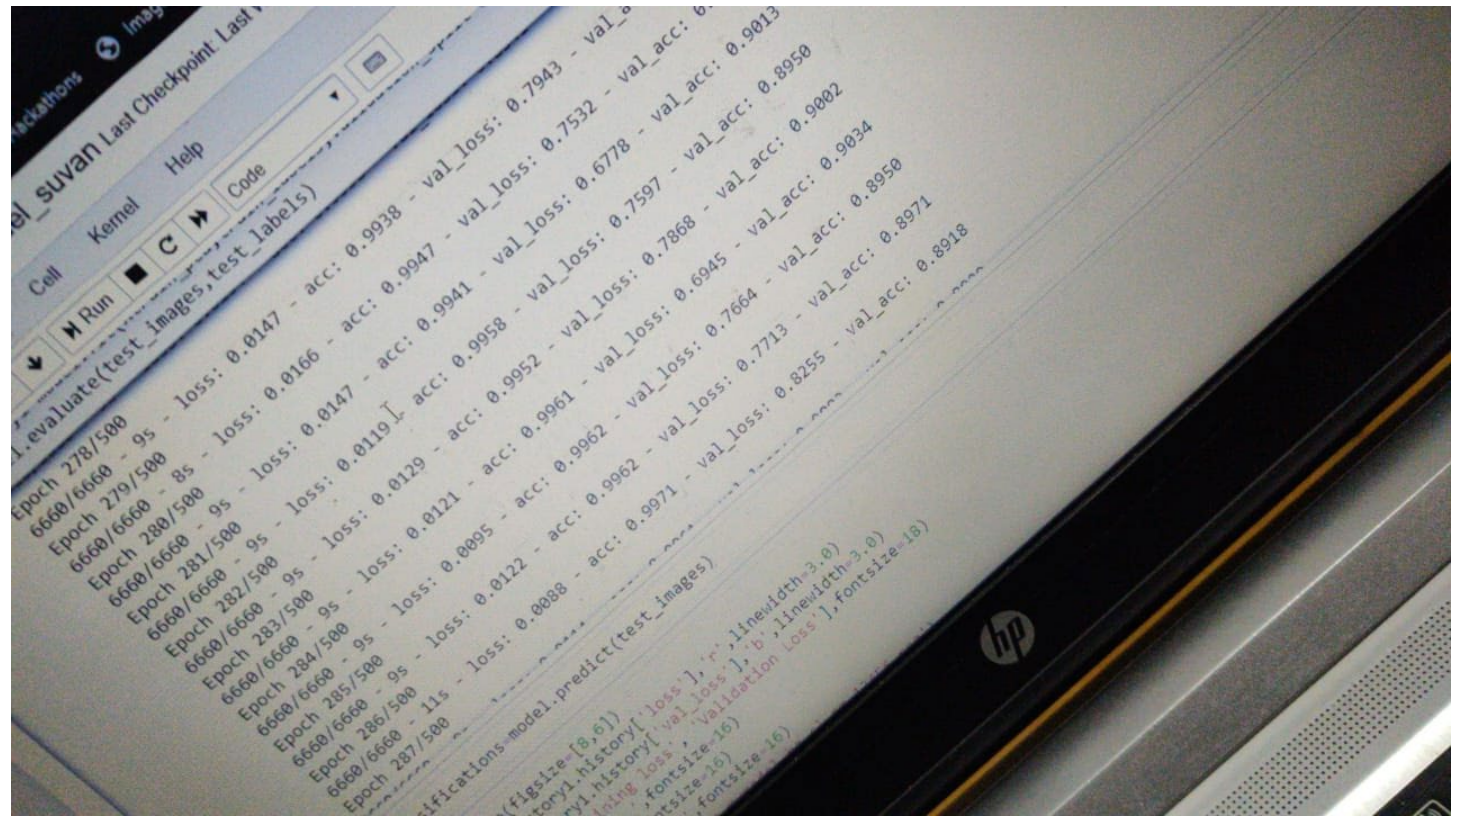 hackathons Imag
el_suvan Last Checkpoint: Last
Cell Kernel Help
Run Code
l.evaluate(test_images,test_labels)
Epoch 278/500
6660/6660 - 9s - loss: 0.0147 - acc: 0.9938 - val_loss: 0.7943 - val_a
Epoch 279/500
6660/6660 - 8s - loss: 0.0166 - acc: 0.9947 - val_loss: 0.7532 - val_acc: 0.
Epoch 280/500
6660/6660 - 9s - loss: 0.0147 - acc: 0.9941 - val_loss: 0.6778 - val_acc: 0.9013
Epoch 281/500
6660/6660 - 9s - loss: 0.0119 - acc: 0.9958 - val_loss: 0.7597 - val_acc: 0.8950
Epoch 282/500
6660/6660 - 9s - loss: 0.0129 - acc: 0.9952 - val_loss: 0.7868 - val_acc: 0.9002
Epoch 283/500
6660/6660 - 9s - loss: 0.0121 - acc: 0.9961 - val_loss: 0.6945 - val_acc: 0.9034
Epoch 284/500
6660/6660 - 9s - loss: 0.0095 - acc: 0.9962 - val_loss: 0.7664 - val_acc: 0.8950
Epoch 285/500
6660/6660 - 9s - loss: 0.0122 - acc: 0.9962 - val_loss: 0.7713 - val_acc: 0.8971
Epoch 286/500
6660/6660 - 11s - loss: 0.0088 - acc: 0.9971 - val_loss: 0.8255 - val_acc: 0.8918
Epoch 287/500
sifications=model.predict(test_images)
(figsize=[8,6])
tory1.history['loss'],'r',linewidth=3.0)
ry1.history['val_loss'],'b',linewidth=3.0)
ining loss', 'Validation Loss'],fontsize=18)
,fontsize=16)
ntsize=16)
,fontsize=16)
hp